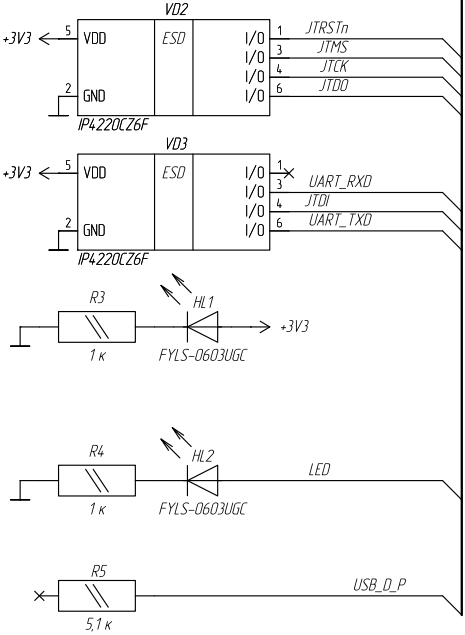 VD2
+3V3
5
VDD
ESD
I/O
1
JTRSTn
I/O
3
JTMS
I/O
4
JTCK
2
GND
I/O
6
JTDO
IP4220CZ6F
VD3
+3V3
5
VDD
ESD
I/O
1
I/O
3
UART_RXD
I/O
4
JTDI
2
GND
I/O
6
UART_TXD
IP4220CZ6F
R3
HL1
+3V3
1 к
FYLS-0603UGC
R4
HL2
LED
1 к
FYLS-0603UGC
R5
USB_D_P
5,1 к